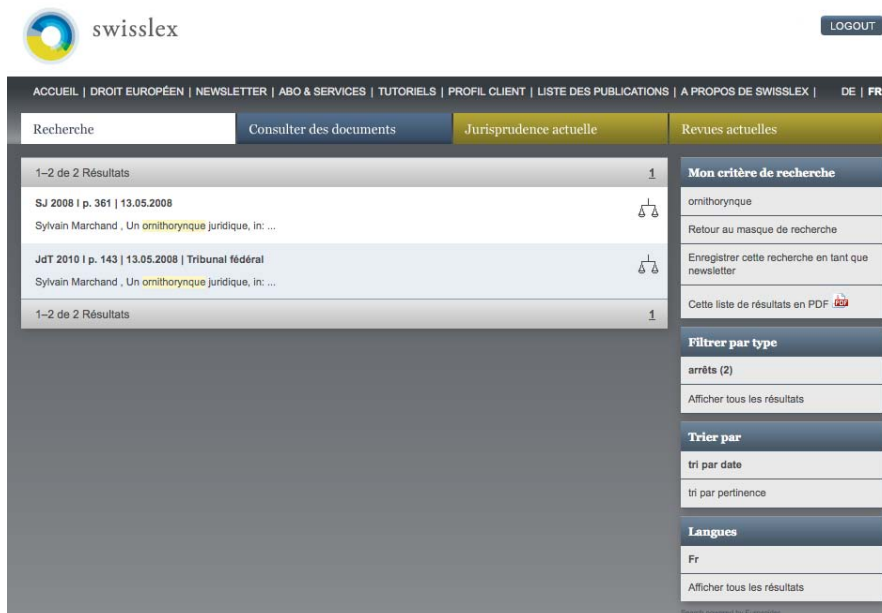 swisslex
LOGOUT
ACCUEIL | DROIT EUROPÉEN | NEWSLETTER | ABO & SERVICES | TUTORIELS | PROFIL CLIENT | LISTE DES PUBLICATIONS | A PROPOS DE SWISSLEX | DE | FR
Recherche
Consulter des documents
Jurisprudence actuelle
Revues actuelles
1–2 de 2 Résultats 1
SJ 2008 I p. 361 | 13.05.2008
Sylvain Marchand , Un ornithorynque juridique, in: ...
JdT 2010 I p. 143 | 13.05.2008 | Tribunal fédéral
Sylvain Marchand , Un ornithorynque juridique, in: ...
1–2 de 2 Résultats 1
Mon critère de recherche
ornithorynque
Retour au masque de recherche
Enregistrer cette recherche en tant que
newsletter
Cette liste de résultats en PDF
Filtrer par type
arrêts (2)
Afficher tous les résultats
Trier par
tri par date
tri par pertinence
Langues
Fr
Afficher tous les résultats